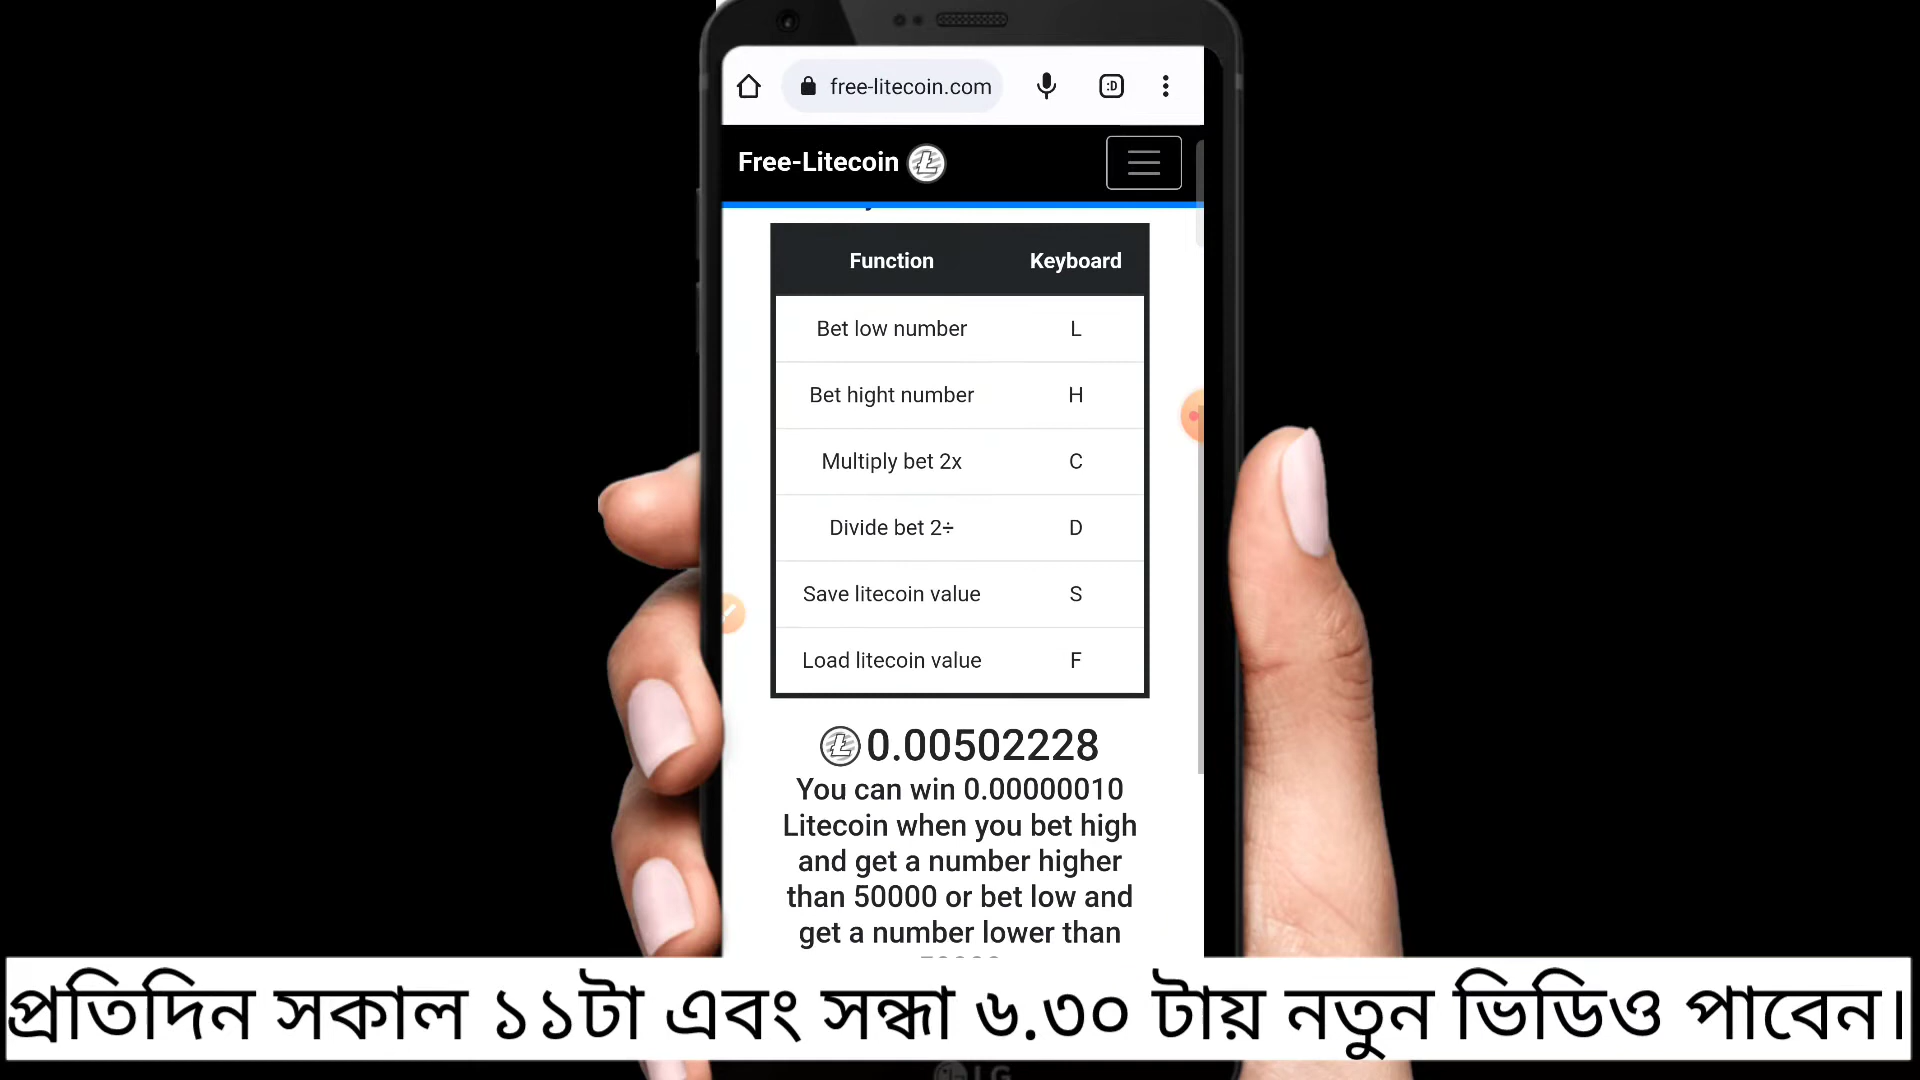 free-litecoin.com :D
Free-Litecoin
Function Keyboard
Bet low number L
Bet hight number H
Multiply bet 2x C
Divide bet 2÷ D
Save litecoin value S
Load litecoin value F
0.00502228
You can win 0.00000010
Litecoin when you bet high
and get a number higher
than 50000 or bet low and
get a number lower than
প্রতিদিন সকাল ১১টা এবং সন্ধা ৬.৩০ টায় নতুন ভিডিও পাবেন।
LG